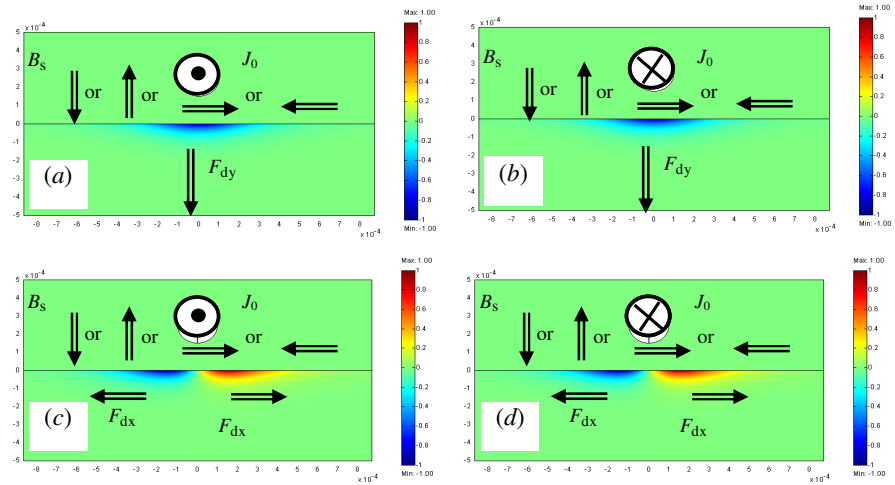 x 10⁻⁴ Max: 1.00
5 4 3 2 1 0 -1 -2 -3 -4 -5
B_s J_0
or or or
F_dy
(a)
-8 -7 -6 -5 -4 -3 -2 -1 0 1 2 3 4 5 6 7 8
x 10⁻⁴
1 0.8 0.6 0.4 0.2 0 -0.2 -0.4 -0.6 -0.8 -1
Min: -1.00
x 10⁻⁴ Max: 1.00
5 4 3 2 1 0 -1 -2 -3 -4 -5
B_s J_0
or or or
F_dy
(b)
-8 -7 -6 -5 -4 -3 -2 -1 0 1 2 3 4 5 6 7 8
x 10⁻⁴
1 0.8 0.6 0.4 0.2 0 -0.2 -0.4 -0.6 -0.8 -1
Min: -1.00
x 10⁻⁴ Max: 1.00
5 4 3 2 1 0 -1 -2 -3 -4 -5
B_s J_0
or or or
F_dx F_dx
(c)
-8 -7 -6 -5 -4 -3 -2 -1 0 1 2 3 4 5 6 7 8
x 10⁻⁴
1 0.8 0.6 0.4 0.2 0 -0.2 -0.4 -0.6 -0.8 -1
Min: -1.00
x 10⁻⁴ Max: 1.00
5 4 3 2 1 0 -1 -2 -3 -4 -5
B_s J_0
or or or
F_dx F_dx
(d)
-8 -7 -6 -5 -4 -3 -2 -1 0 1 2 3 4 5 6 7 8
x 10⁻⁴
1 0.8 0.6 0.4 0.2 0 -0.2 -0.4 -0.6 -0.8 -1
Min: -1.00